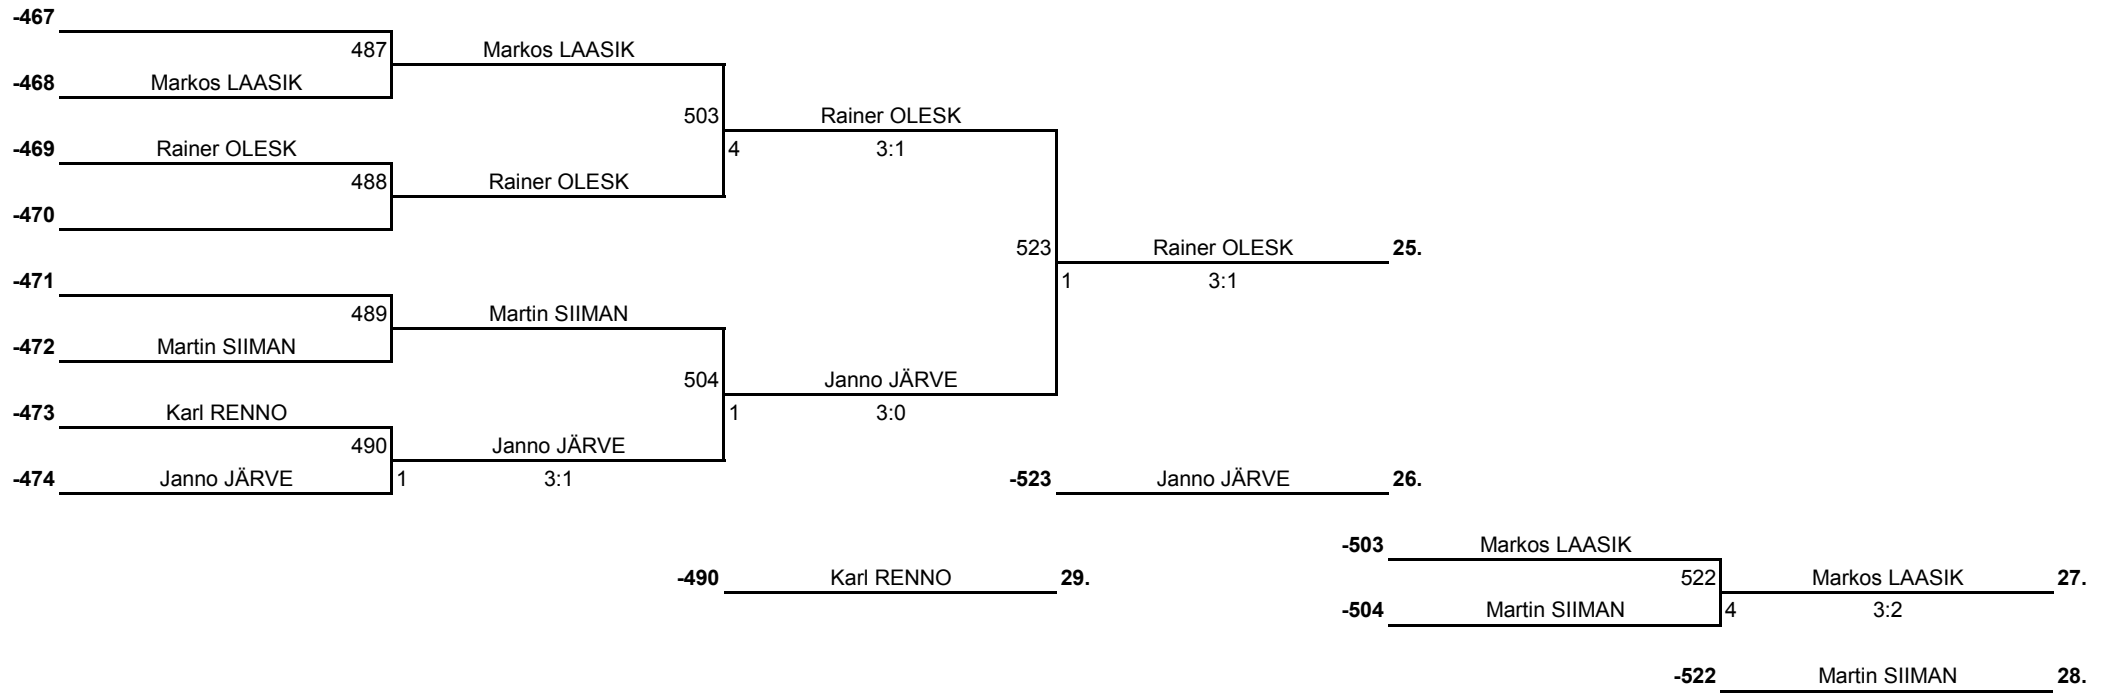 -467
487 Markos LAASIK
-468 Markos LAASIK
503 Rainer OLESK
-469 Rainer OLESK 4 3:1
488 Rainer OLESK
-470
523 Rainer OLESK 25.
-471 1 3:1
489 Martin SIIMAN
-472 Martin SIIMAN
504 Janno JÄRVE
-473 Karl RENNO 1 3:0
490 Janno JÄRVE
-474 Janno JÄRVE 1 3:1 -523 Janno JÄRVE 26.
-503 Markos LAASIK
-490 Karl RENNO 29. 522 Markos LAASIK 27.
-504 Martin SIIMAN 4 3:2
-522 Martin SIIMAN 28.